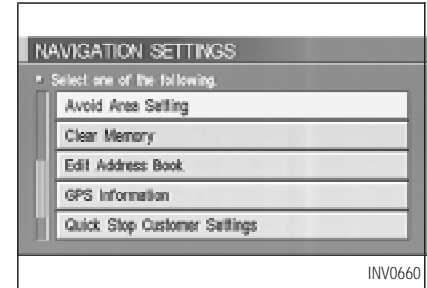 NAVIGATION SETTINGS
Select one of the following.
Avoid Area Setting
Clear Memory
Edit Address Book
GPS Information
Quick Stop Customer Settings
INV0660